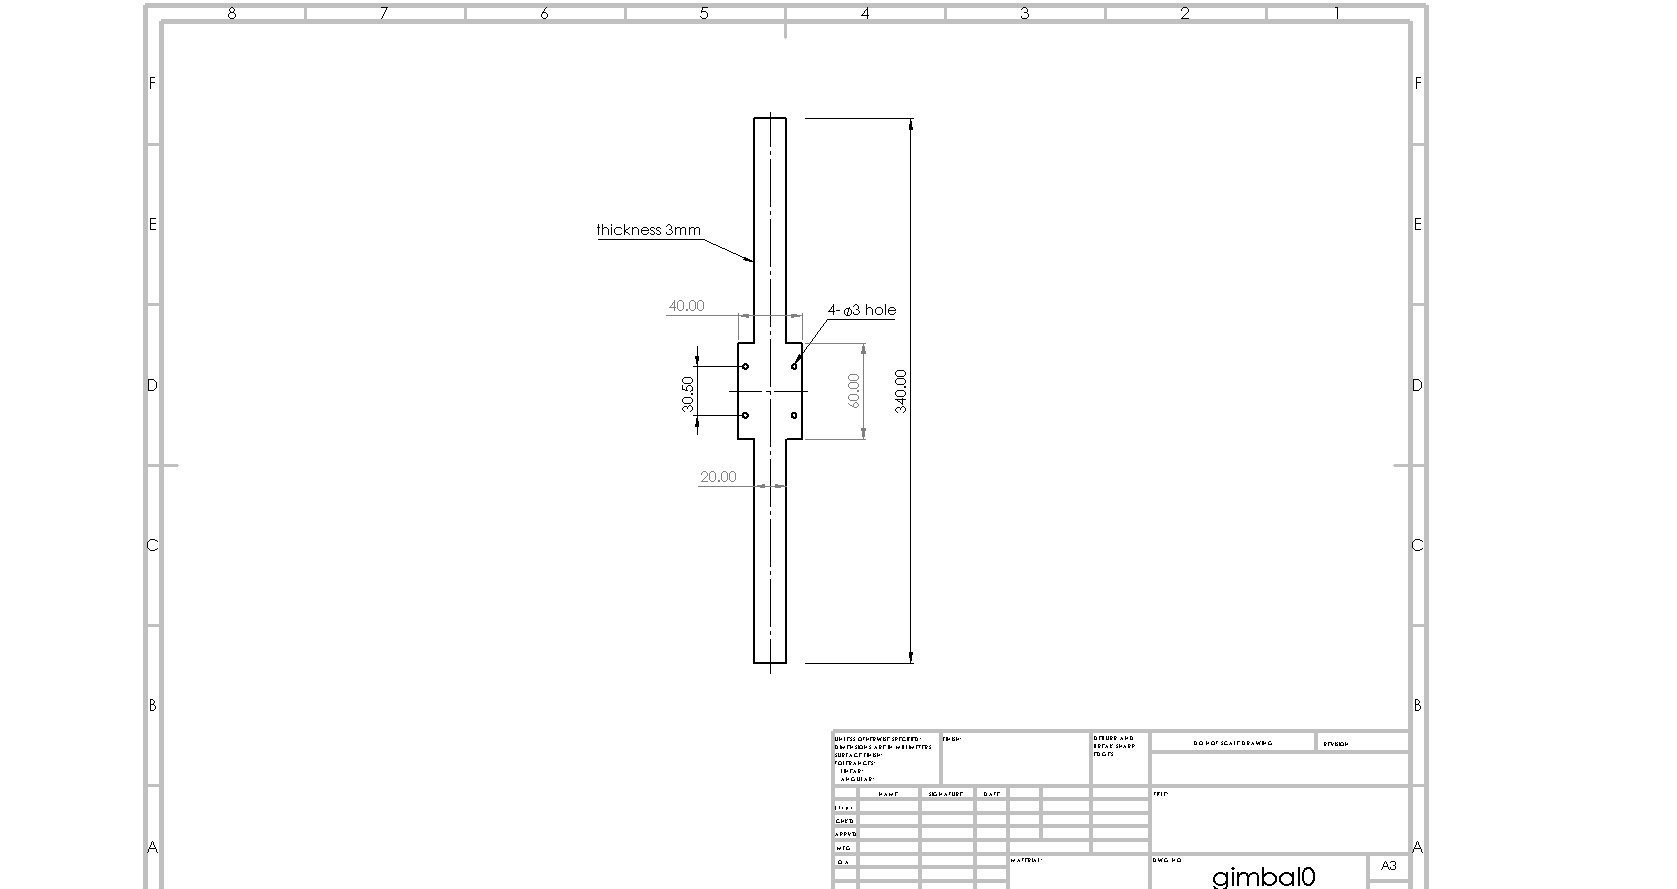 8 7 6 5 4 3 2 1
F F
thickness 3mm
E E
40.00
4- ø3 hole
30.50
60.00
340.00
D D
20.00
C C
B B
UNLESS OTHERWISE SPECIFIED:
DIMENSIONS ARE IN MILLIMETERS
SURFACE FINISH:
TOLERANCES:
LINEAR:
ANGULAR:
FINISH:
DEBURR AND
BREAK SHARP
EDGES
DO NOT SCALE DRAWING
REVISION
NAME SIGNATURE DATE
TITLE:
CHK'D
APPV'D
MFG
Q.A
MATERIAL:
DWG NO.
gimbal0
A3
A A